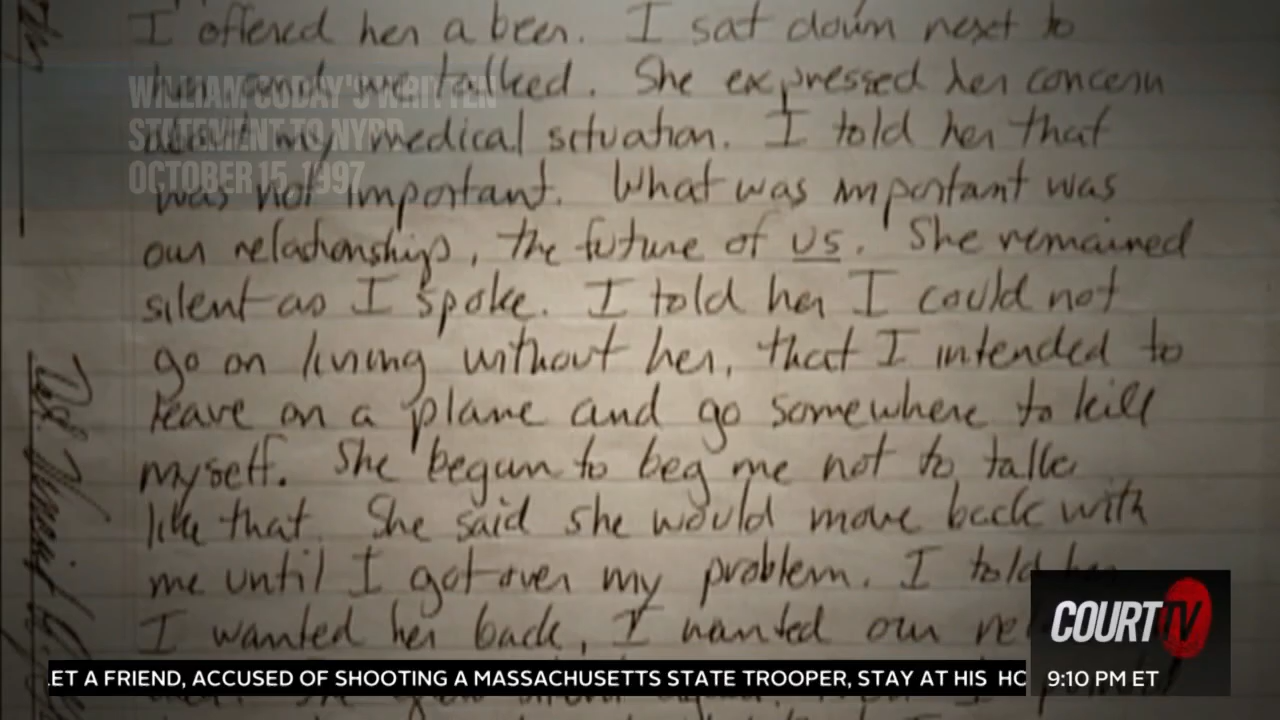 I offered her a beer. I sat down next to
her and we talked. She expressed her concern
about my medical situation. I told her that
was not important. What was important was
our relationship, the future of us. She remained
silent as I spoke. I told her I could not
go on living without her, that I intended to
leave on a plane and go somewhere to kill
myself. She began to beg me not to talk
like that. She said she would move back with
me until I got over my problem. I told her
I wanted her back, I wanted our
WILLIAM CODAY'S WRITTEN
STATEMENT TO NYPD
OCTOBER 15, 1997
COURT TV
.ET A FRIEND, ACCUSED OF SHOOTING A MASSACHUSETTS STATE TROOPER, STAY AT HIS HO
9:10 PM ET